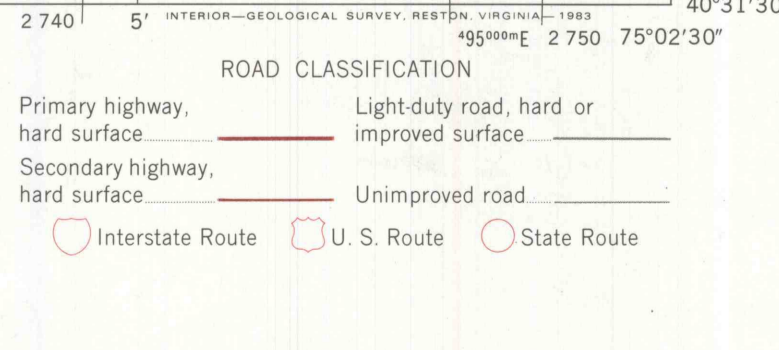 40°31'30
2 740 5' INTERIOR—GEOLOGICAL SURVEY, RESTON, VIRGINIA—1983
495000mE 2 750 75°02'30"
ROAD CLASSIFICATION
Primary highway, hard surface
Light-duty road, hard or improved surface
Secondary highway, hard surface
Unimproved road
Interstate Route U. S. Route State Route